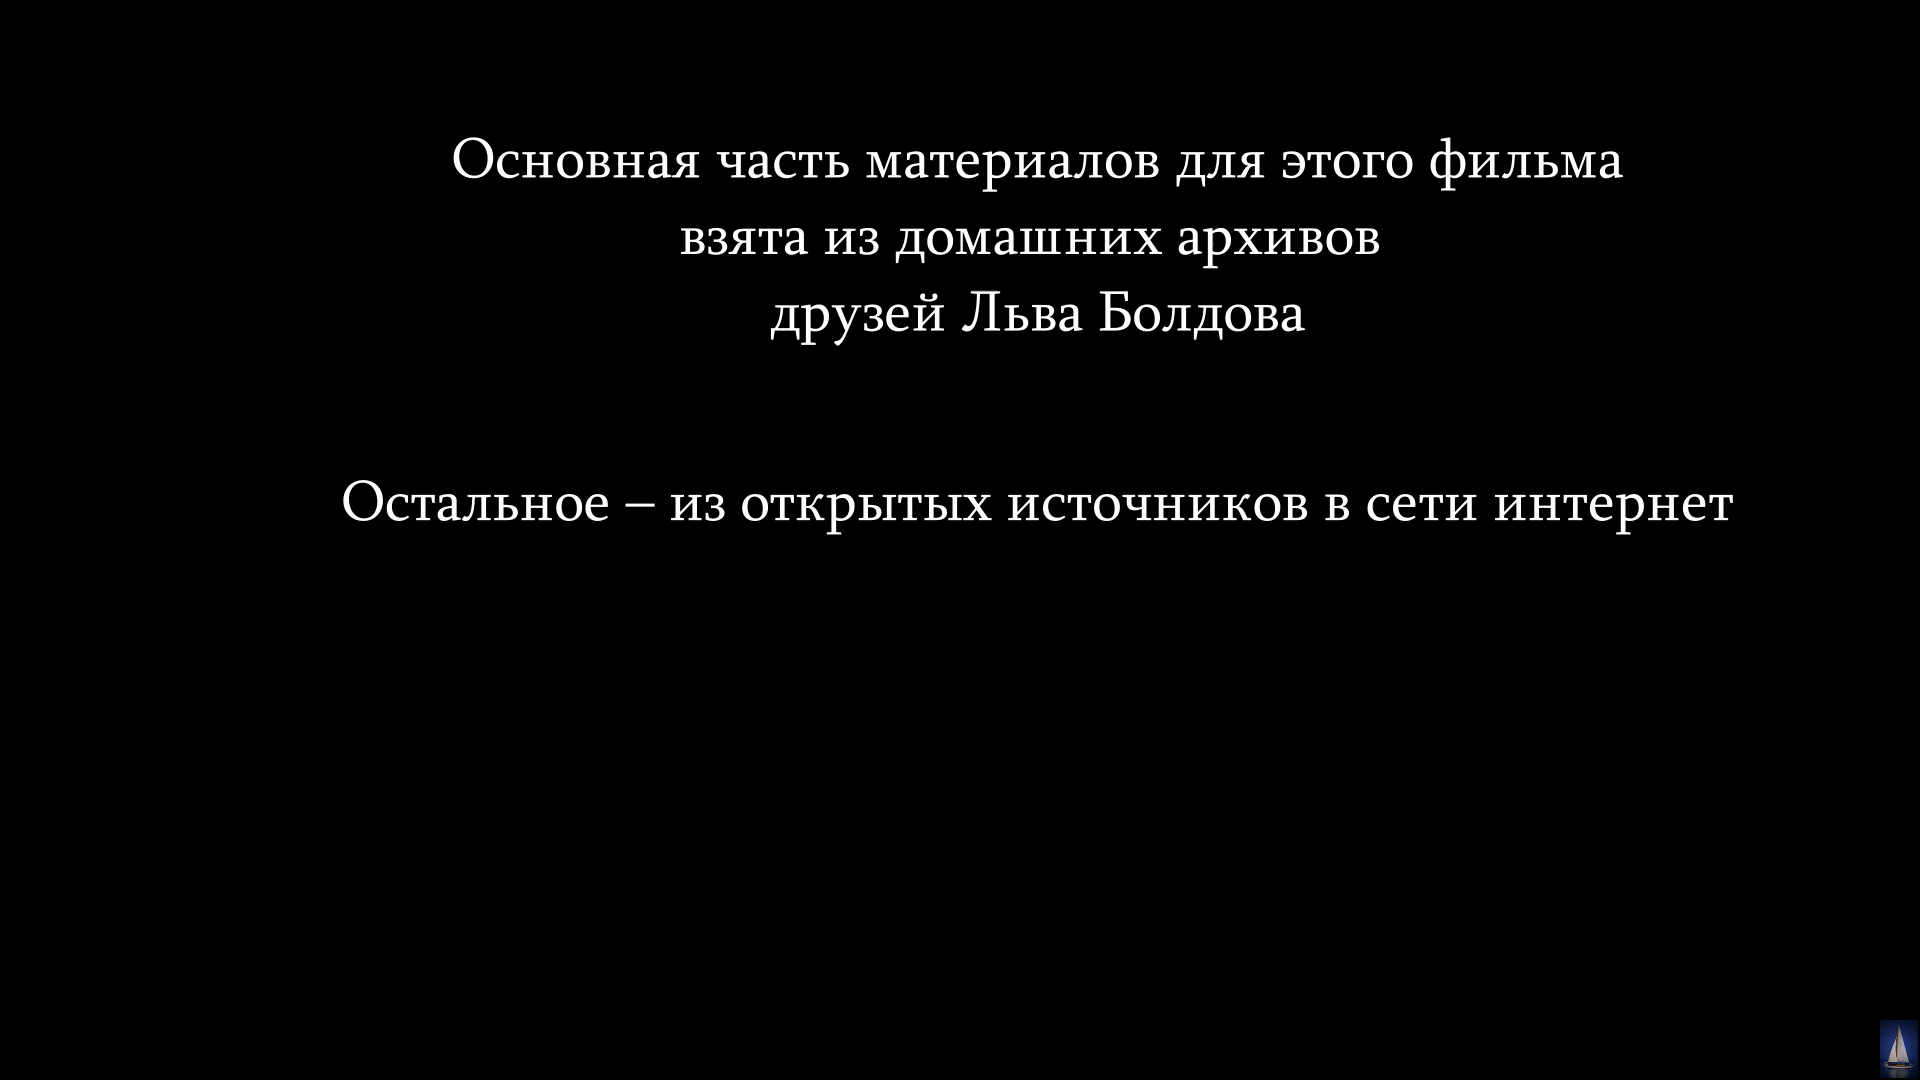 Основная часть материалов для этого фильма
взята из домашних архивов
друзей Льва Болдова
Остальное – из открытых источников в сети интернет